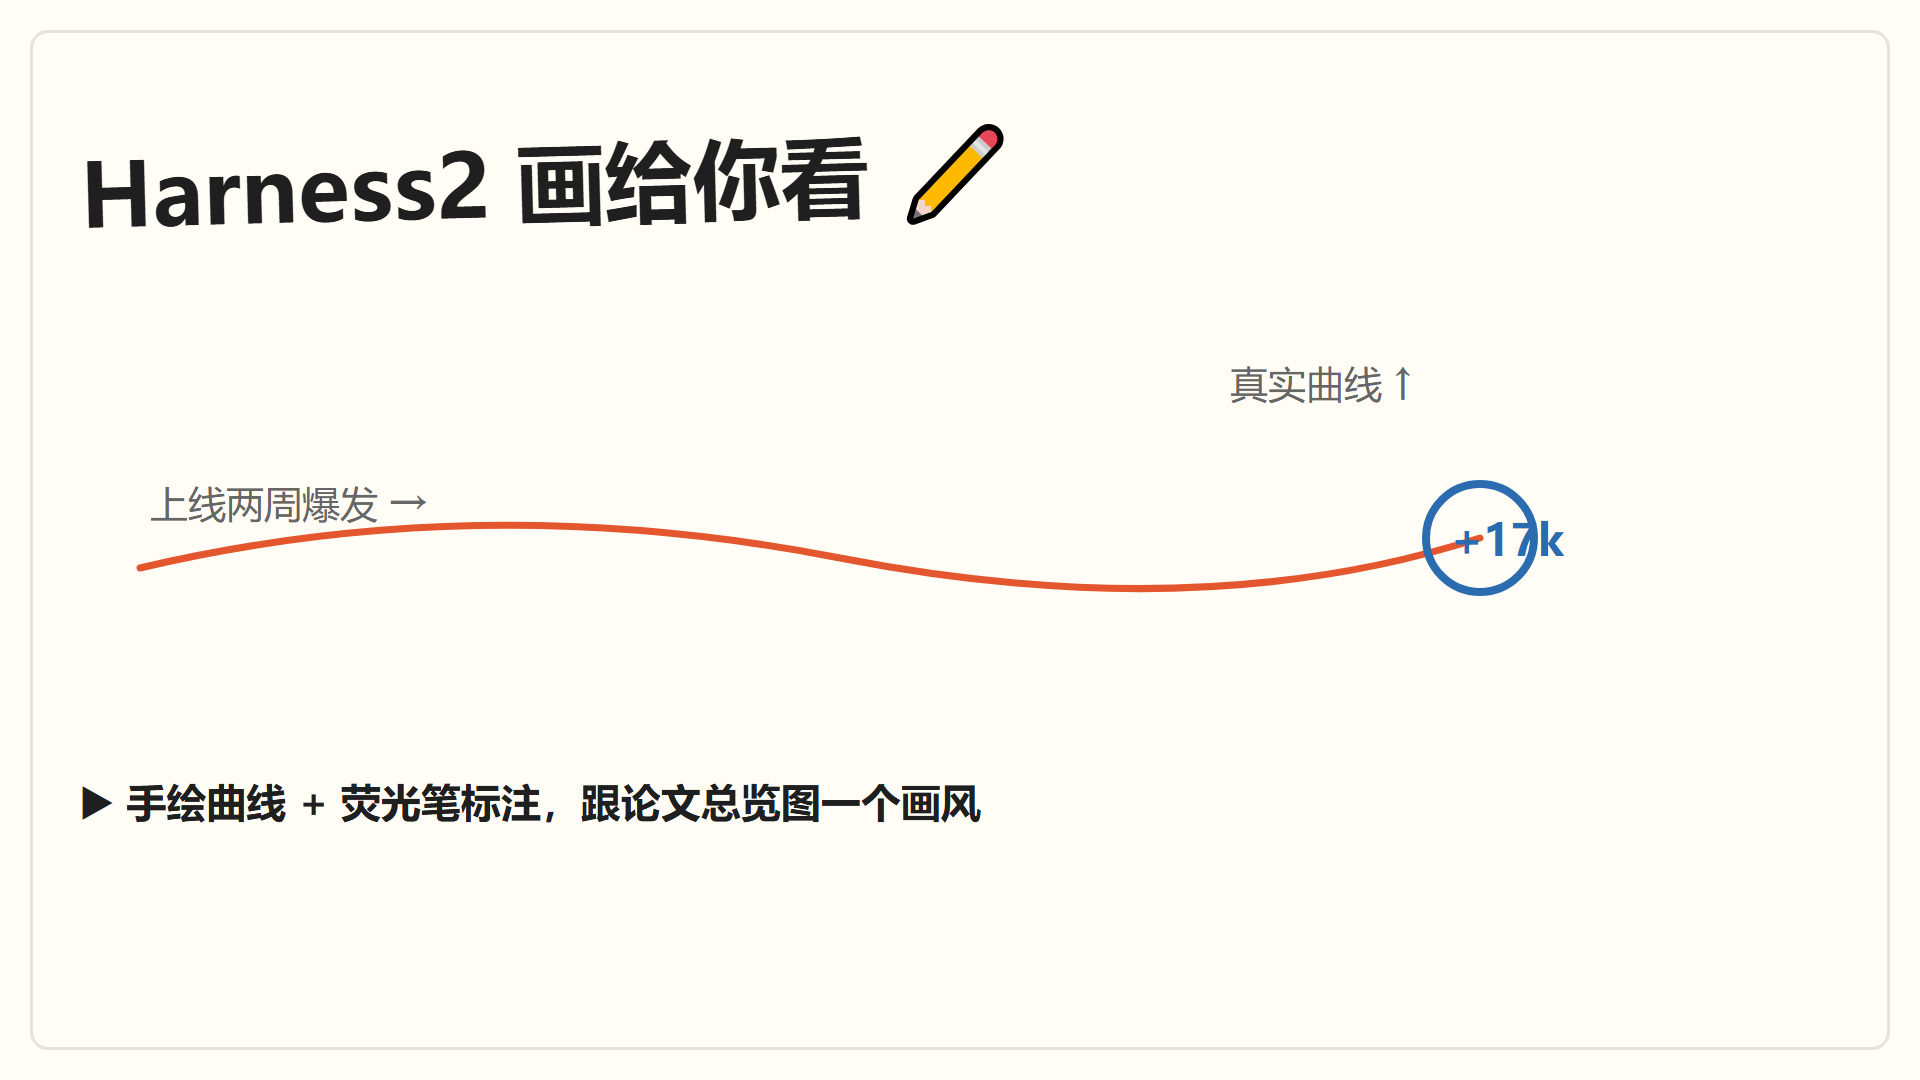 Harness2 画给你看
真实曲线 ↑
上线两周爆发 →
+17k
▶ 手绘曲线 + 荧光笔标注，跟论文总览图一个画风